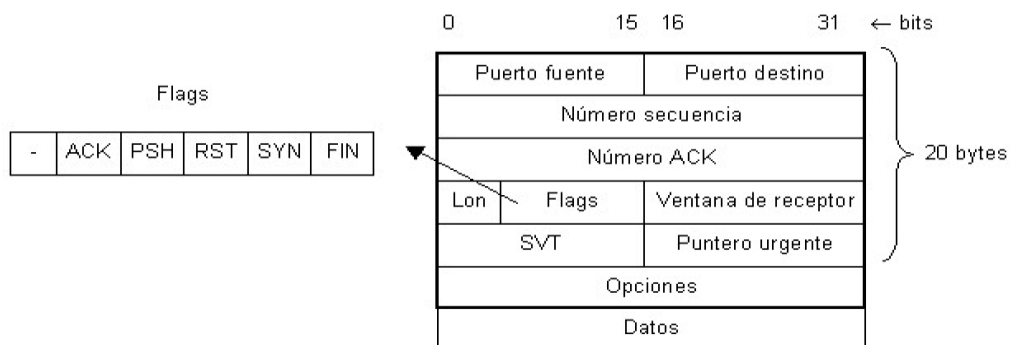 0 15 16 31 ← bits
Puerto fuente Puerto destino
Flags
Número secuencia
- ACK PSH RST SYN FIN
Número ACK
20 bytes
Lon Flags Ventana de receptor
SVT Puntero urgente
Opciones
Datos